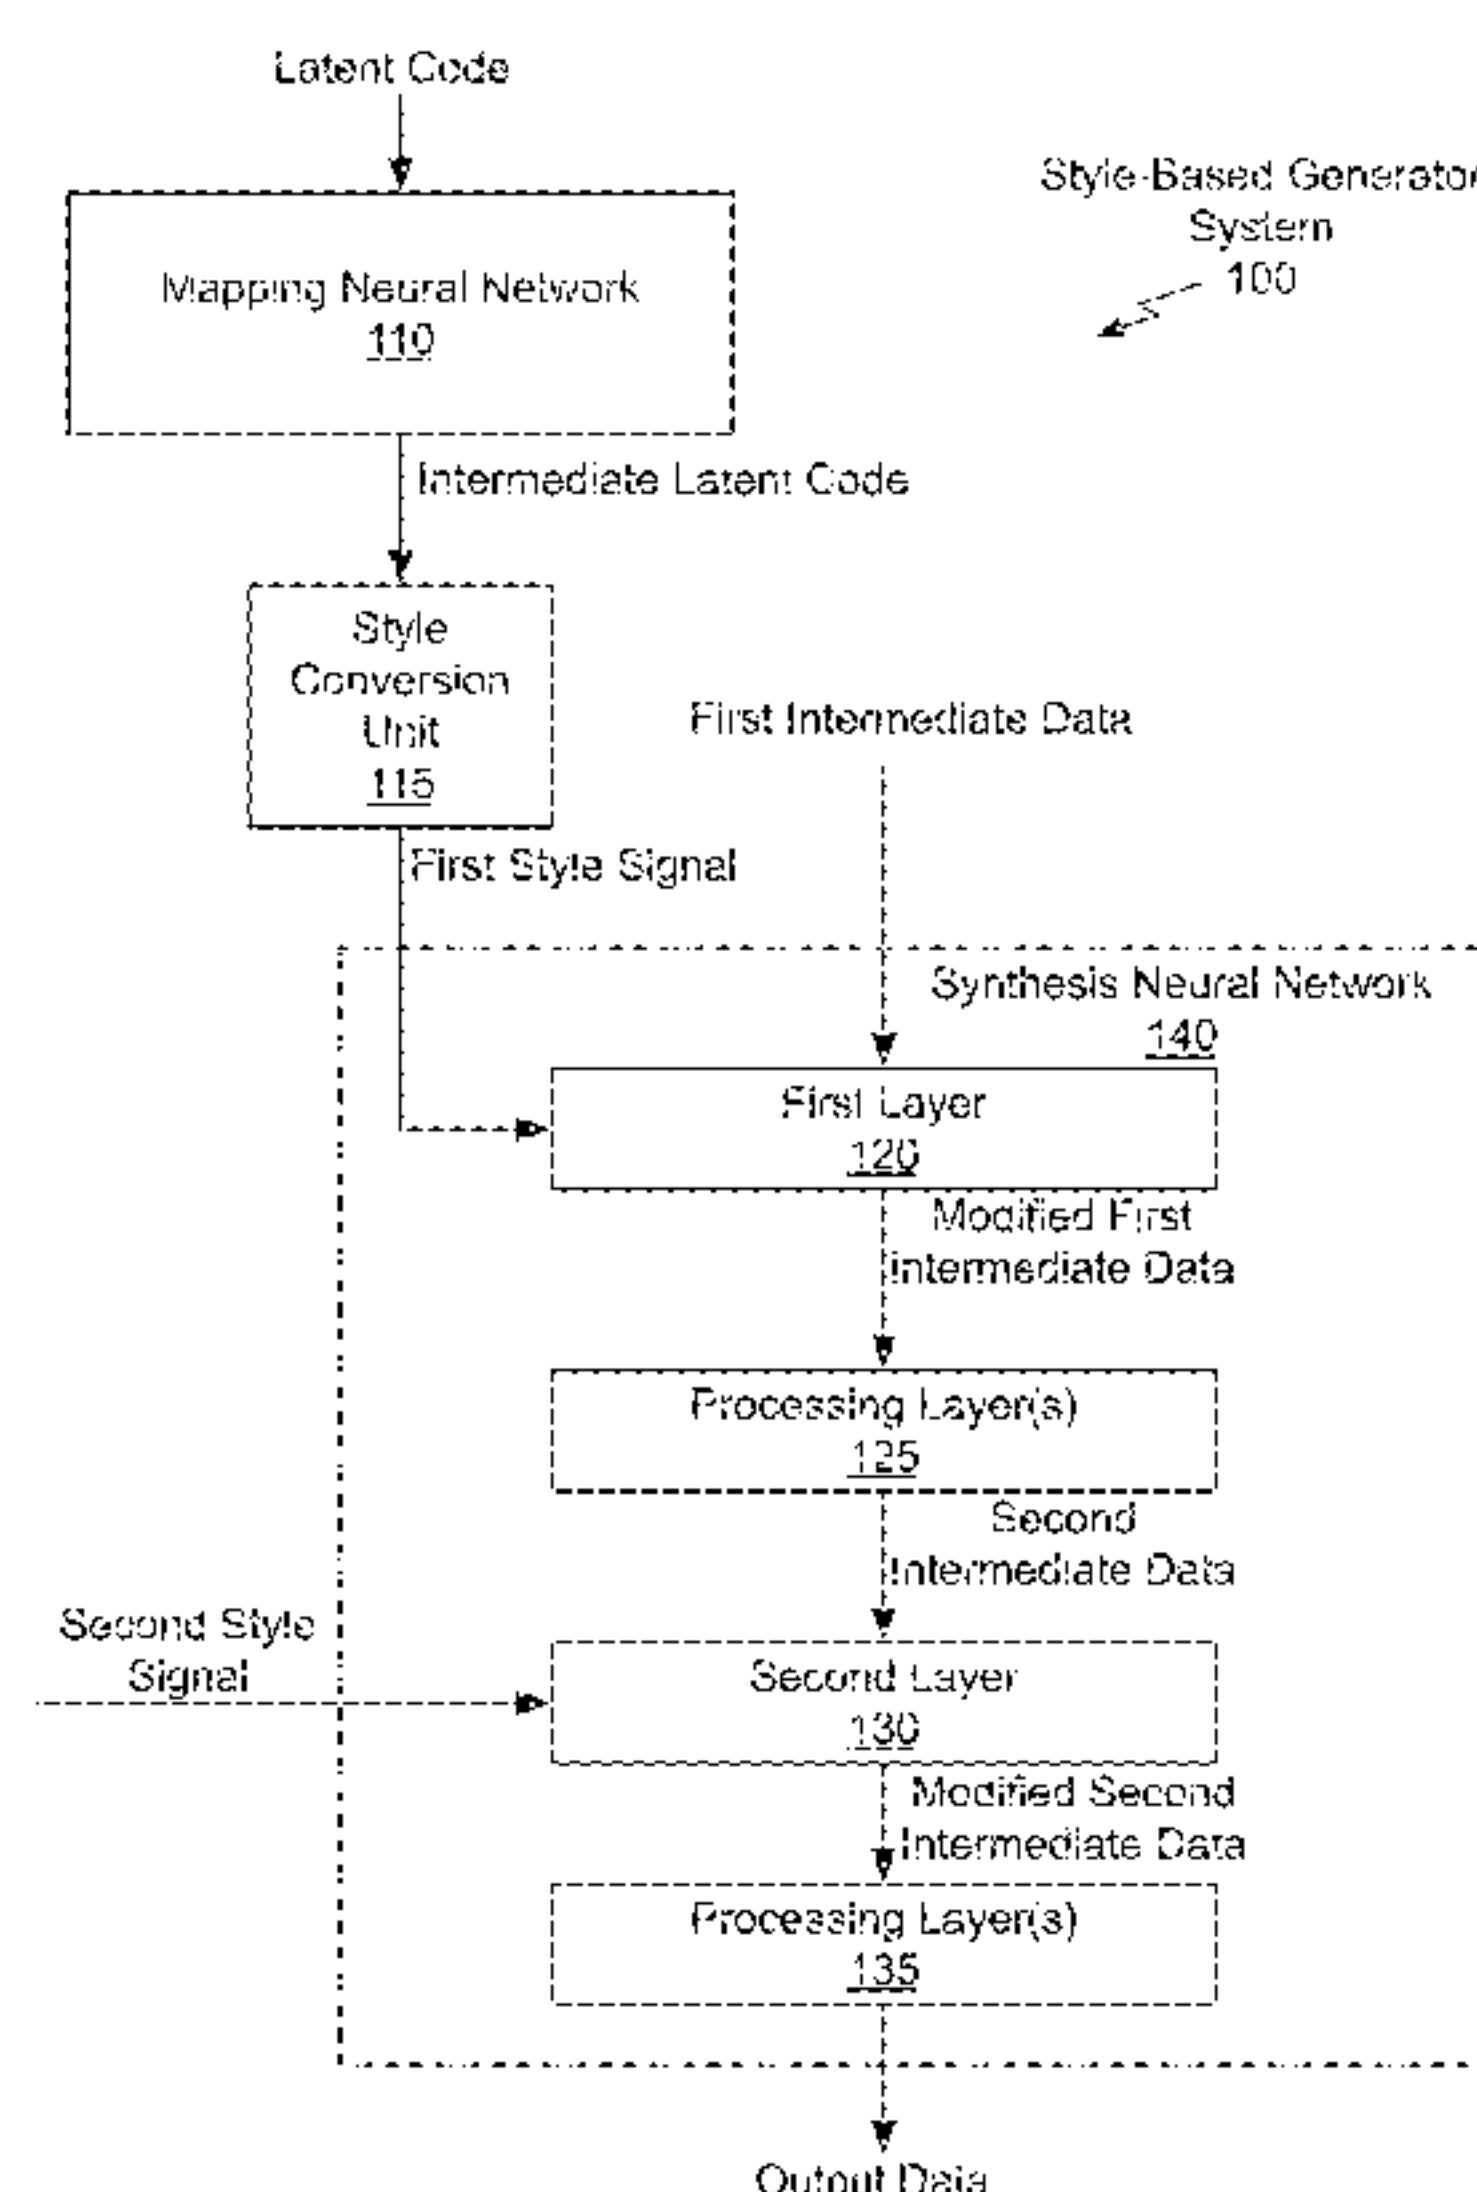 Latent Code
Style-Based Generator
System
100
Mapping Neural Network
110
Intermediate Latent Code
Style
Conversion
Unit
115
First Intermediate Data
First Style Signal
Synthesis Neural Network
140
First Layer
120
Modified First
Intermediate Data
Processing Layer(s)
125
Second
Intermediate Data
Second Style
Signal
Second Layer
130
Modified Second
Intermediate Data
Processing Layer(s)
135
Output Data